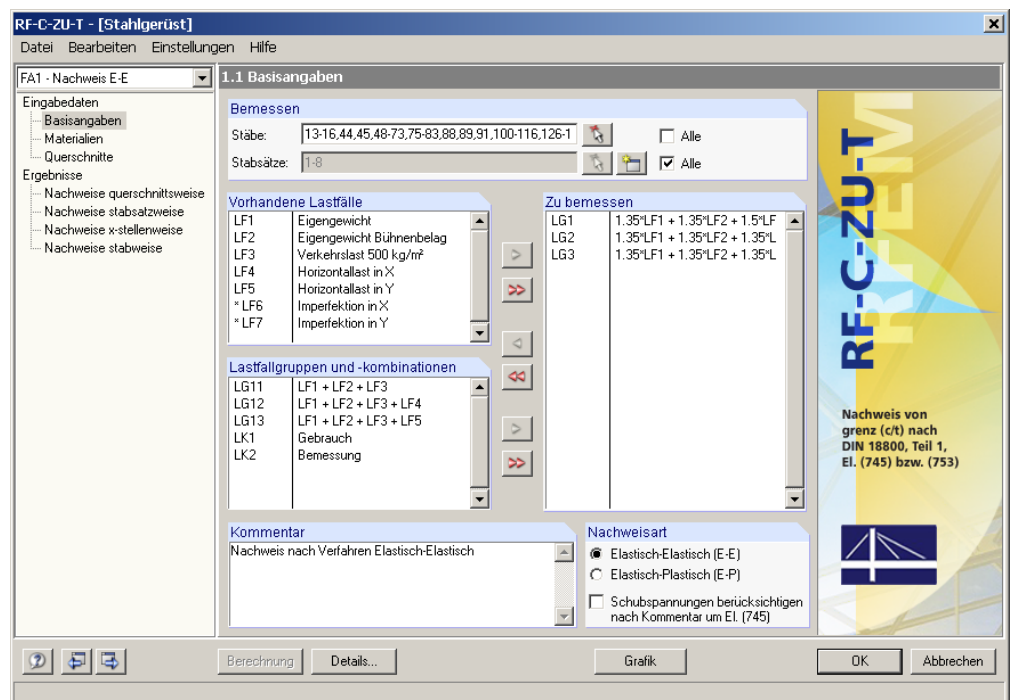 RF-C-ZU-T - [Stahlgerüst]
Datei Bearbeiten Einstellungen Hilfe
FA1 - Nachweis E-E
Eingabedaten
Basisangaben
Materialien
Querschnitte
Ergebnisse
Nachweise querschnittsweise
Nachweise stabsatzweise
Nachweise x-stellenweise
Nachweise stabweise
1.1 Basisangaben
Bemessen
Stäbe: 13-16,44,45,48-73,75-83,88,89,91,100-116,126-1 Alle
Stabsätze: 1-8 Alle
Vorhandene Lastfälle
LF1 Eigengewicht
LF2 Eigengewicht Bühnenbelag
LF3 Verkehrslast 500 kg/m²
LF4 Horizontallast in X
LF5 Horizontallast in Y
* LF6 Imperfektion in X
* LF7 Imperfektion in Y
Lastfallgruppen und -kombinationen
LG11 LF1 + LF2 + LF3
LG12 LF1 + LF2 + LF3 + LF4
LG13 LF1 + LF2 + LF3 + LF5
LK1 Gebrauch
LK2 Bemessung
Zu bemessen
LG1 1.35*LF1 + 1.35*LF2 + 1.5*LF
LG2 1.35*LF1 + 1.35*LF2 + 1.35*L
LG3 1.35*LF1 + 1.35*LF2 + 1.35*L
Kommentar
Nachweis nach Verfahren Elastisch-Elastisch
Nachweisart
Elastisch-Elastisch (E-E)
Elastisch-Plastisch (E-P)
Schubspannungen berücksichtigen
nach Kommentar um El. (745)
RF-C-ZU-T
RFEM
Nachweis von
grenz (c/t) nach
DIN 18800, Teil 1,
El. (745) bzw. (753)
Berechnung Details... Grafik OK Abbrechen